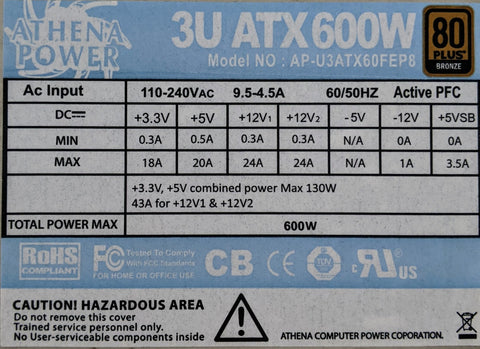 ATHENA POWER
3U ATX 600W
Model NO : AP-U3ATX60FEP8
80 PLUS BRONZE
Ac Input 110-240VAC 9.5-4.5A 60/50HZ Active PFC
DC +3.3V +5V +12V1 +12V2 -5V -12V +5VSB
MIN 0.3A 0.5A 0.3A 0.3A N/A 0A 0A
MAX 18A 20A 24A 24A N/A 1A 3.5A
+3.3V, +5V combined power Max 130W
43A for +12V1 & +12V2
TOTAL POWER MAX 600W
RoHS
COMPLIANT
FC Tested To Comply
With FCC Standards
FOR HOME OR OFFICE USE
CB
CE
TÜV
c RU US
CAUTION! HAZARDOUS AREA
Do not remove this cover
Trained service personnel only.
No User-serviceable components inside
ATHENA COMPUTER POWER COPORATION.